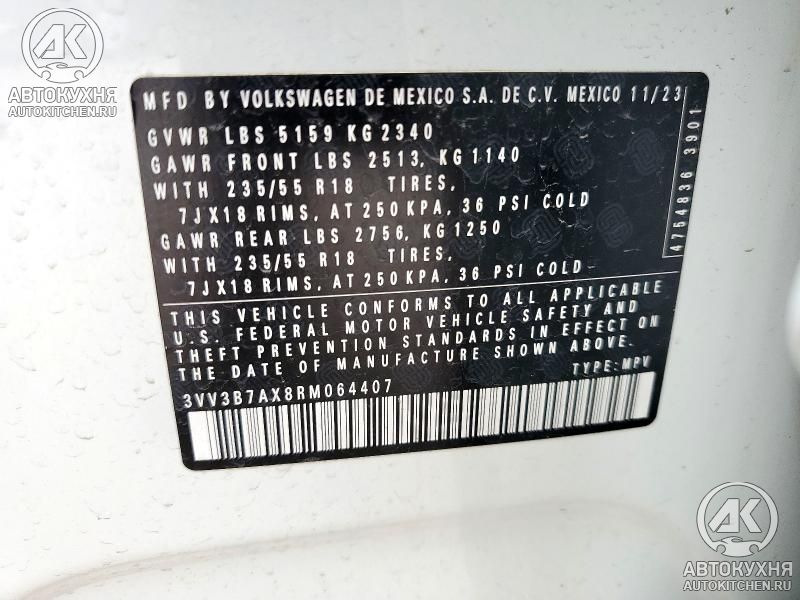 АК
АВТОКУХНЯ
AUTOKITCHEN.RU
MFD BY VOLKSWAGEN DE MEXICO S.A. DE C.V. MEXICO 11/23
GVWR LBS 5159 KG 2340
GAWR FRONT LBS 2513, KG 1140
WITH 235/55 R18 TIRES,
7JX18 RIMS, AT 250 KPA, 36 PSI COLD
GAWR REAR LBS 2756, KG 1250
WITH 235/55 R18 TIRES,
7JX18 RIMS, AT 250 KPA, 36 PSI COLD
4754836 3901
THIS VEHICLE CONFORMS TO ALL APPLICABLE
U.S. FEDERAL MOTOR VEHICLE SAFETY AND
THEFT PREVENTION STANDARDS IN EFFECT ON
THE DATE OF MANUFACTURE SHOWN ABOVE.
3VV3B7AX8RM064407 TYPE: MPV
АК
АВТОКУХНЯ
AUTOKITCHEN.RU